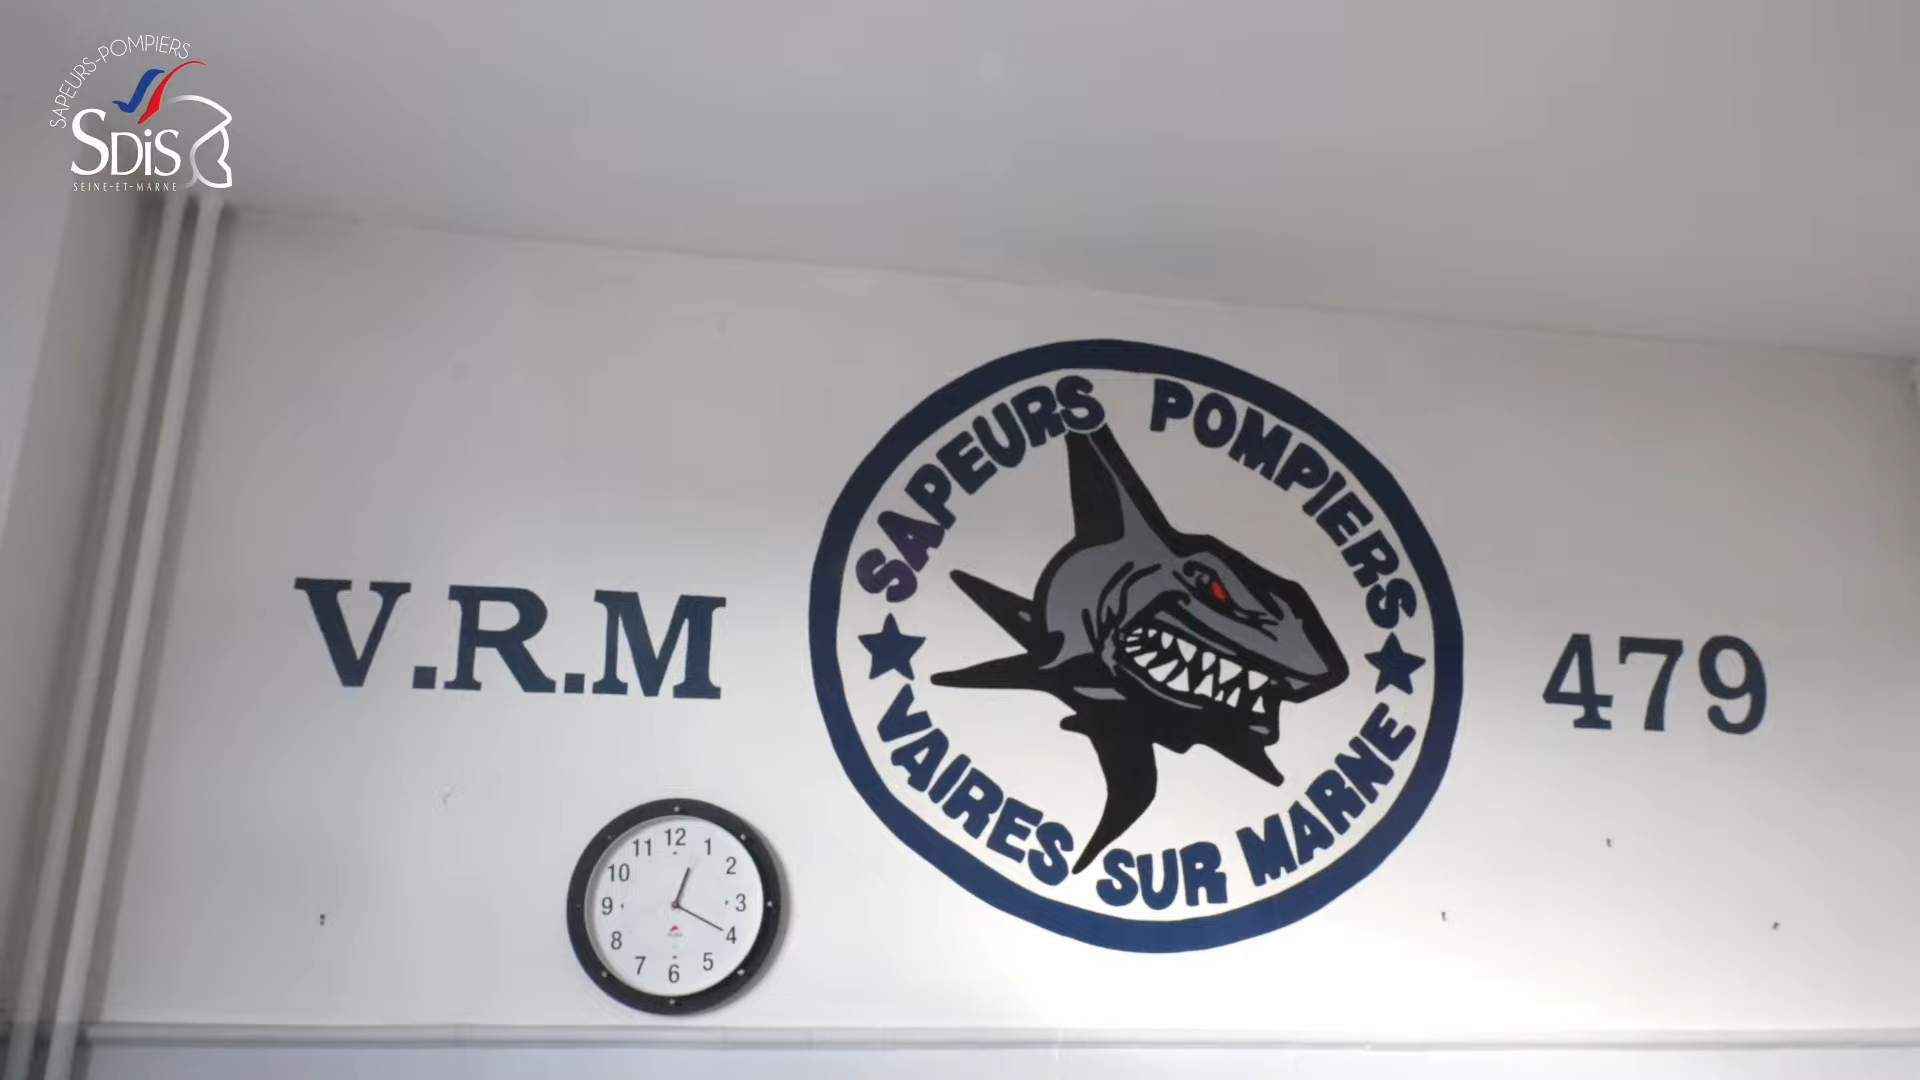 SAPEURS-POMPIERS
SDiS
SEINE-ET-MARNE
SAPEURS POMPIERS
V.R.M
479
VAIRES SUR MARNE
12
1
2
3
4
5
6
7
8
9
10
11